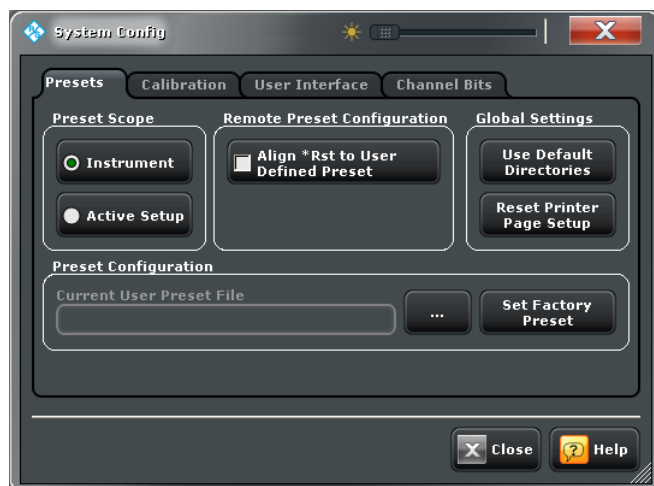 System Config
Presets
Calibration
User Interface
Channel Bits
Preset Scope
Instrument
Active Setup
Remote Preset Configuration
Align *Rst to User
Defined Preset
Global Settings
Use Default
Directories
Reset Printer
Page Setup
Preset Configuration
Current User Preset File
...
Set Factory
Preset
Close
Help